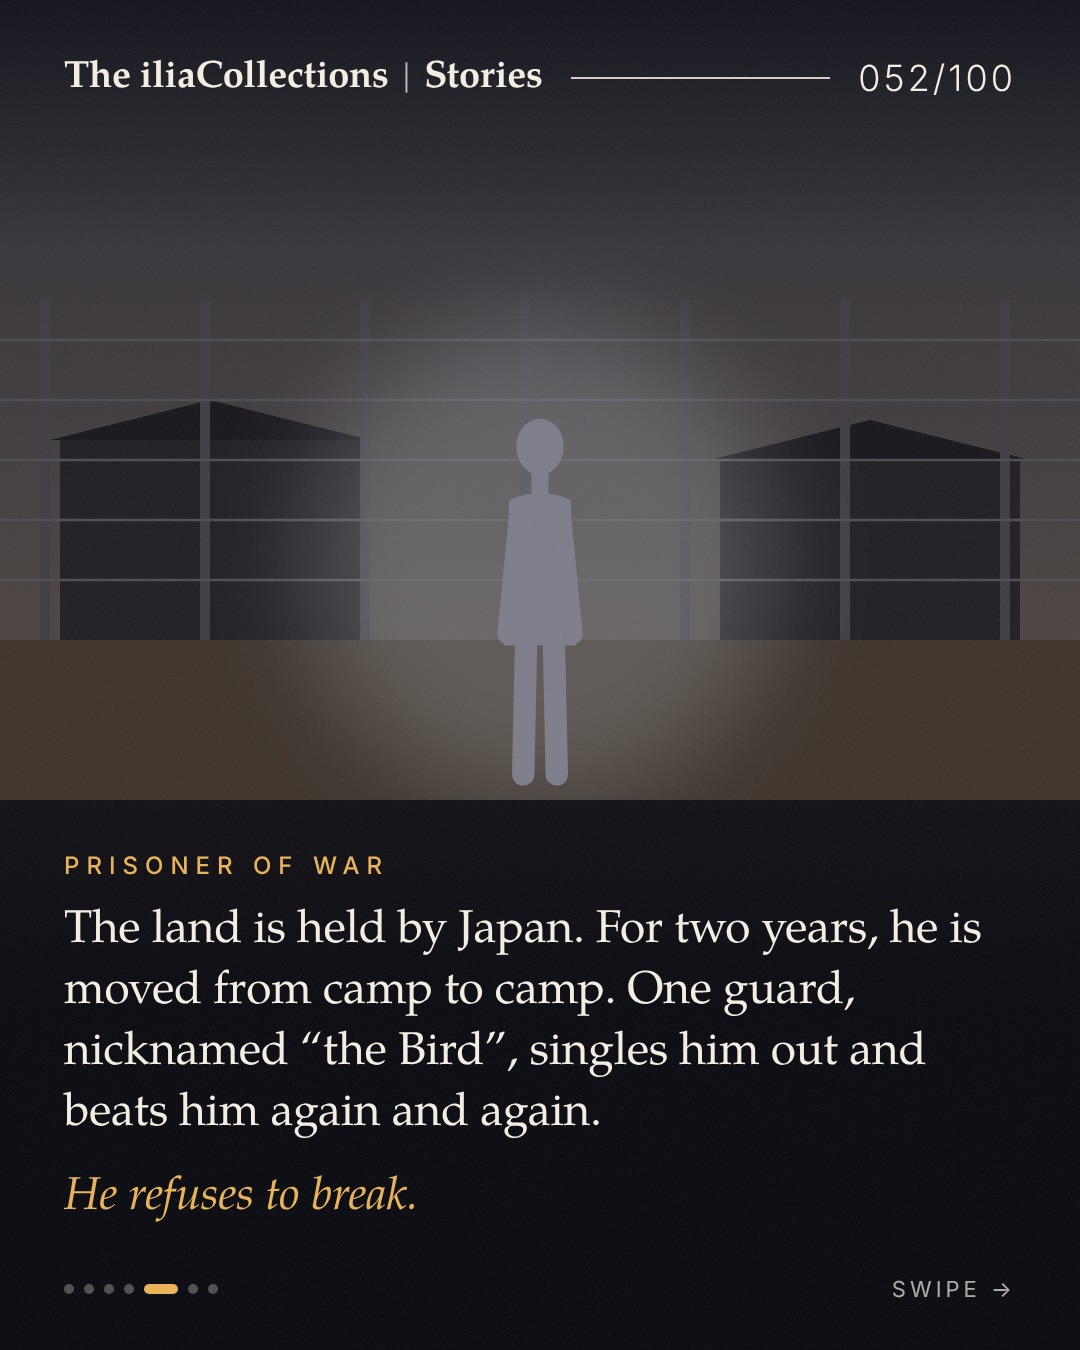 The iliaCollections | Stories 052/100
PRISONER OF WAR
The land is held by Japan. For two years, he is
moved from camp to camp. One guard,
nicknamed “the Bird”, singles him out and
beats him again and again.
He refuses to break.
SWIPE →